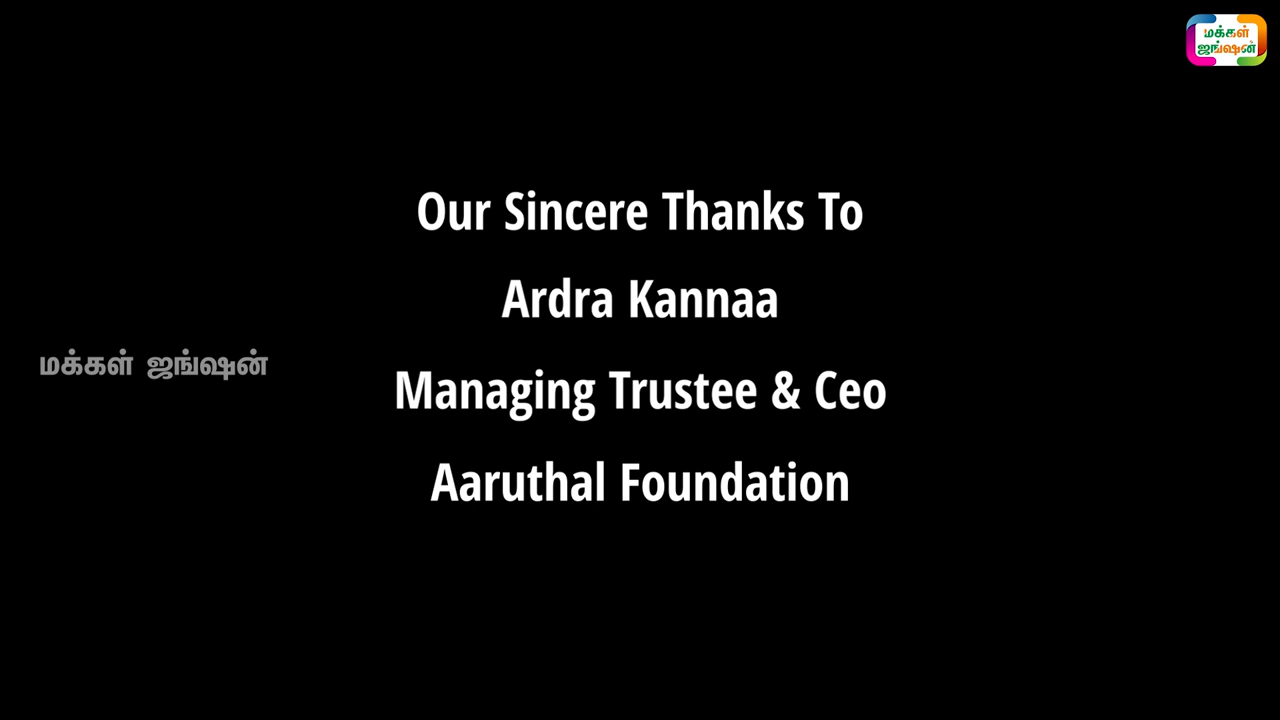 மக்கள்
ஜங்ஷன்
Our Sincere Thanks To
Ardra Kannaa
மக்கள் ஜங்ஷன்
Managing Trustee & Ceo
Aaruthal Foundation